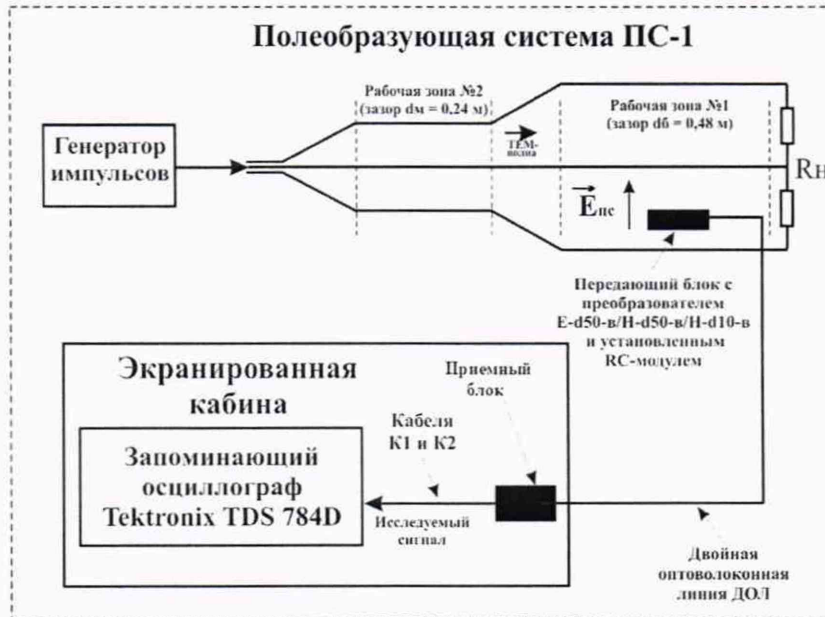 Полеобразующая система ПС-1
Рабочая зона №2
(зазор dм = 0,24 м)
Рабочая зона №1
(зазор dб = 0,48 м)
Генератор
импульсов
ТЕМ-
волна
Rн
Eпс
Передающий блок с
преобразователем
E-d50-в/H-d50-в/H-d10-в
и установленным
RC-модулем
Экранированная
кабина
Приемный
блок
Кабеля
К1 и К2
Запоминающий
осциллограф
Tektronix TDS 784D
Исследуемый
сигнал
Двойная
оптоволоконная
линия ДОЛ